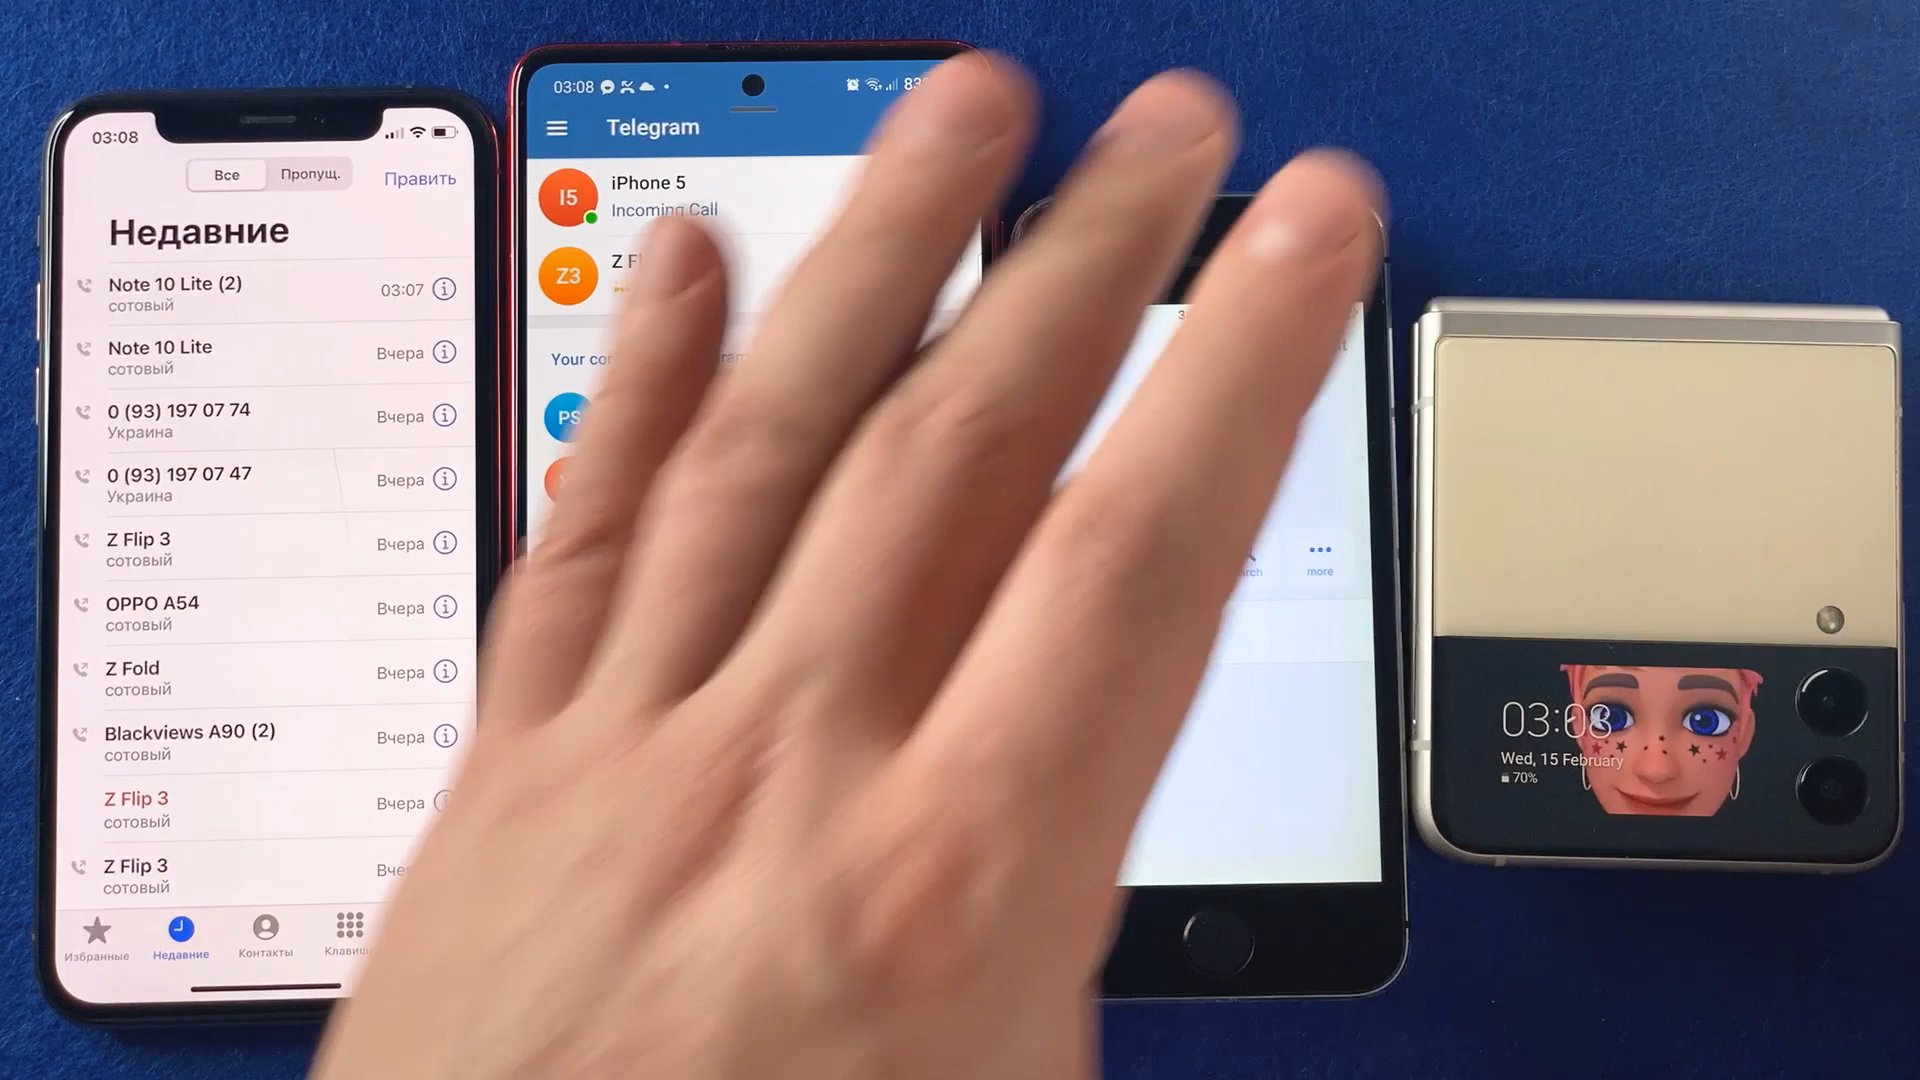 03:08
Все
Пропущ.
Править
Недавние
Note 10 Lite (2)
сотовый
03:07
Note 10 Lite
сотовый
Вчера
0 (93) 197 07 74
Украина
Вчера
0 (93) 197 07 47
Украина
Вчера
Z Flip 3
сотовый
Вчера
OPPO A54
сотовый
Вчера
Z Fold
сотовый
Вчера
Blackviews A90 (2)
сотовый
Вчера
Z Flip 3
сотовый
Вчера
Z Flip 3
сотовый
Избранные
Недавние
Контакты
03:08
Telegram
I5
iPhone 5
Incoming Call
Z3
Z
Your
PS
more
03:08
Wed, 15 February
70%